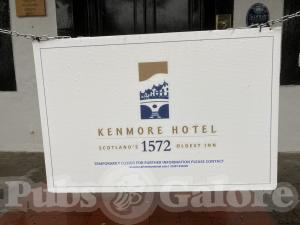 KENMORE HOTEL
SCOTLAND'S 1572 OLDEST INN
TEMPORARILY CLOSED FOR FURTHER INFORMATION PLEASE CONTACT
Pubs Galore